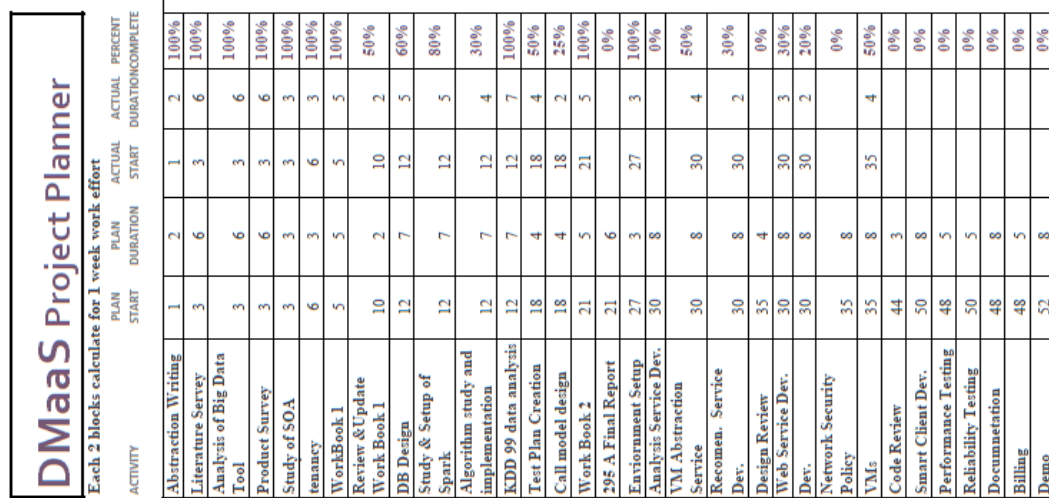 DMaaS Project Planner
Each 2 blocks calculate for 1 week work effort
ACTIVITY PLAN START PLAN DURATION ACTUAL START ACTUAL DURATION PERCENT COMPLETE
Abstraction Writing 1 2 1 2 100%
Literature Survey 3 6 3 6 100%
Analysis of Big Data
Tool 3 6 3 6 100%
Product Survey 3 6 3 6 100%
Study of SOA 3 3 3 3 100%
tenancy 6 3 6 3 100%
WorkBook 1 5 5 5 5 100%
Review &Update
Work Book 1 10 2 10 2 50%
DB Design 12 7 12 5 60%
Study & Setup of
Spark 12 7 12 5 80%
Algorithm study and
implementation 12 7 12 4 30%
KDD 99 data analysis 12 7 12 7 100%
Test Plan Creation 18 4 18 4 50%
Call model design 18 4 18 2 25%
Work Book 2 21 5 21 5 100%
295 A Final Report 21 6 0%
Enviornment Setup 27 3 27 3 100%
Analysis Service Dev. 30 8 0%
VM Abstraction
Service 30 8 30 4 50%
Recomen. Service
Dev. 30 8 30 2 30%
Design Review 35 4 0%
Web Service Dev. 30 8 30 3 30%
Dev. 30 8 30 2 20%
Network Security
Policy 35 8 0%
VMs 35 8 35 4 50%
Code Review 44 3 0%
Smart Client Dev. 50 8 0%
Performance Testing 48 5 0%
Reliability Testing 50 5 0%
Documnetation 48 8 0%
Billing 48 5 0%
Demo 52 8 0%